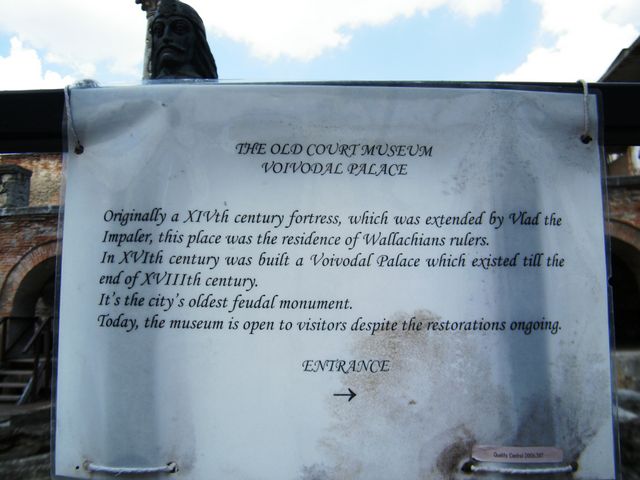 THE OLD COURT MUSEUM
VOIVODAL PALACE
Originally a XIVth century fortress, which was extended by Vlad the
Impaler, this place was the residence of Wallachians rulers.
In XVIth century was built a Voivodal Palace which existed till the
end of XVIIIth century.
It's the city's oldest feudal monument.
Today, the museum is open to visitors despite the restorations ongoing.
ENTRANCE
→